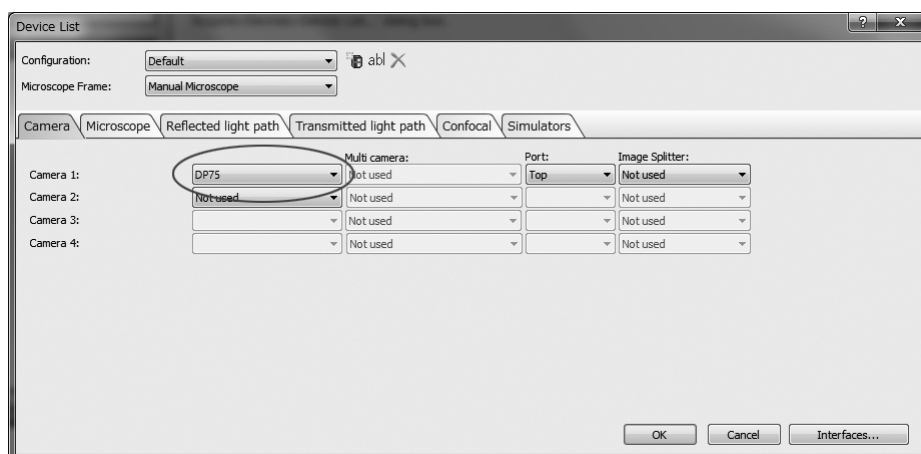 Device List ? X
Configuration: Default abl
Microscope Frame: Manual Microscope
Camera Microscope Reflected light path Transmitted light path Confocal Simulators
Multi camera: Port: Image Splitter:
Camera 1: DP75 Not used Top Not used
Camera 2: Not used Not used Not used
Camera 3: Not used Not used
Camera 4: Not used Not used
OK Cancel Interfaces...